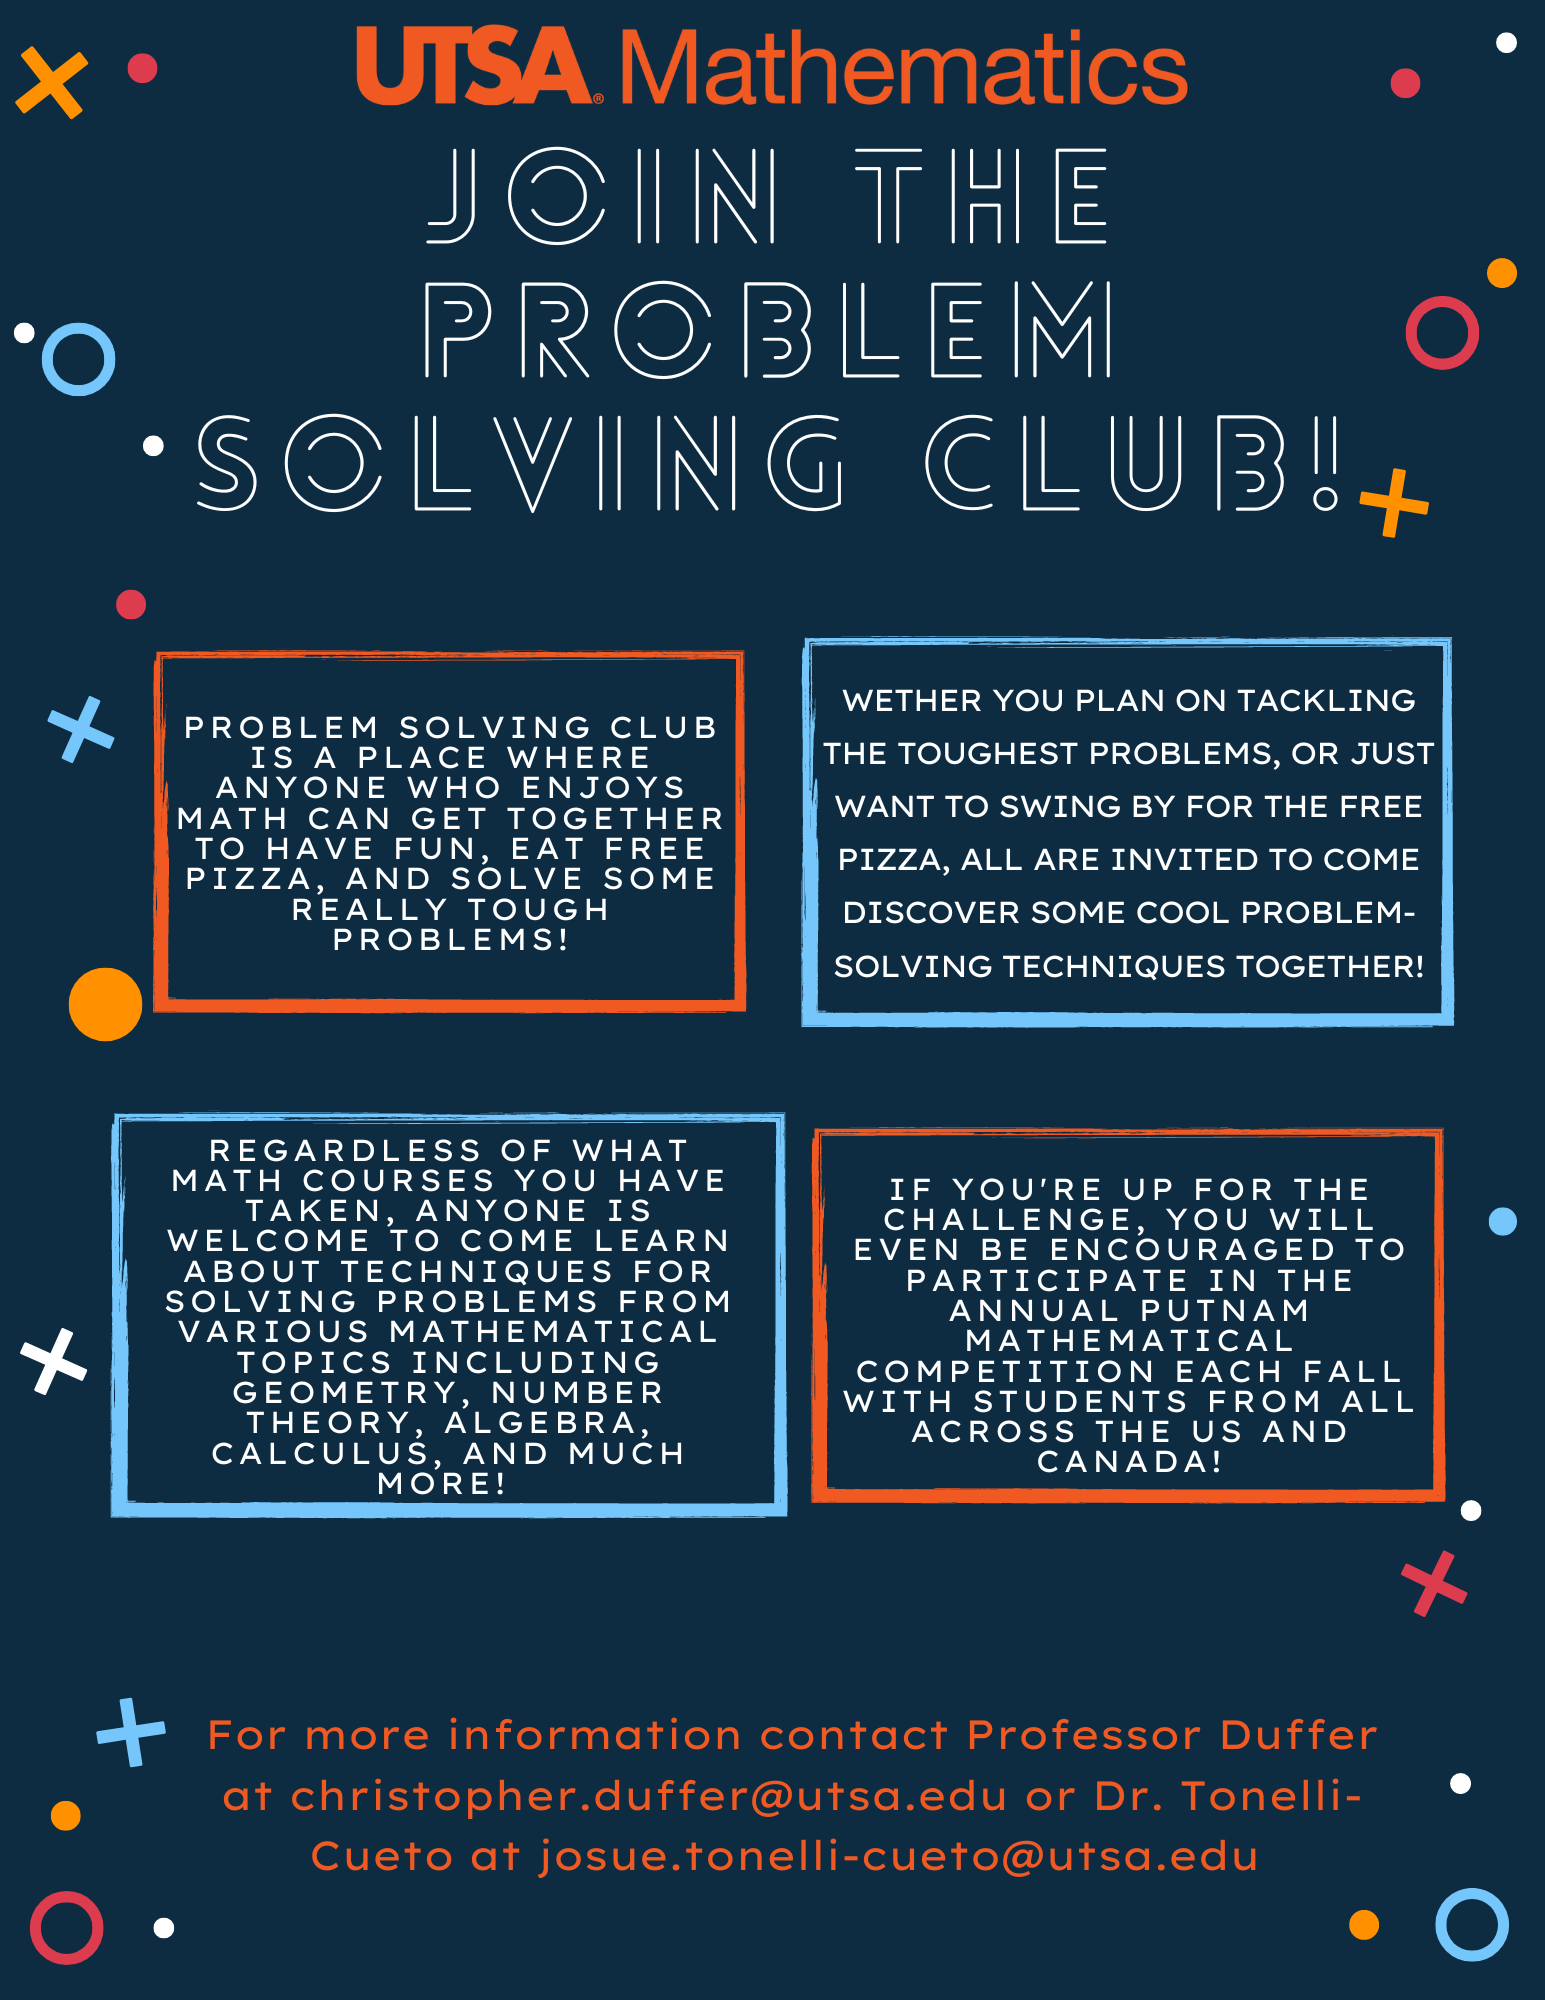 UTSA® Mathematics
JOIN THE
PROBLEM
SOLVING CLUB!
PROBLEM SOLVING CLUB
IS A PLACE WHERE
ANYONE WHO ENJOYS
MATH CAN GET TOGETHER
TO HAVE FUN, EAT FREE
PIZZA, AND SOLVE SOME
REALLY TOUGH
PROBLEMS!
WETHER YOU PLAN ON TACKLING
THE TOUGHEST PROBLEMS, OR JUST
WANT TO SWING BY FOR THE FREE
PIZZA, ALL ARE INVITED TO COME
DISCOVER SOME COOL PROBLEM-
SOLVING TECHNIQUES TOGETHER!
REGARDLESS OF WHAT
MATH COURSES YOU HAVE
TAKEN, ANYONE IS
WELCOME TO COME LEARN
ABOUT TECHNIQUES FOR
SOLVING PROBLEMS FROM
VARIOUS MATHEMATICAL
TOPICS INCLUDING
GEOMETRY, NUMBER
THEORY, ALGEBRA,
CALCULUS, AND MUCH
MORE!
IF YOU'RE UP FOR THE
CHALLENGE, YOU WILL
EVEN BE ENCOURAGED TO
PARTICIPATE IN THE
ANNUAL PUTNAM
MATHEMATICAL
COMPETITION EACH FALL
WITH STUDENTS FROM ALL
ACROSS THE US AND
CANADA!
For more information contact Professor Duffer
at christopher.duffer@utsa.edu or Dr. Tonelli-
Cueto at josue.tonelli-cueto@utsa.edu